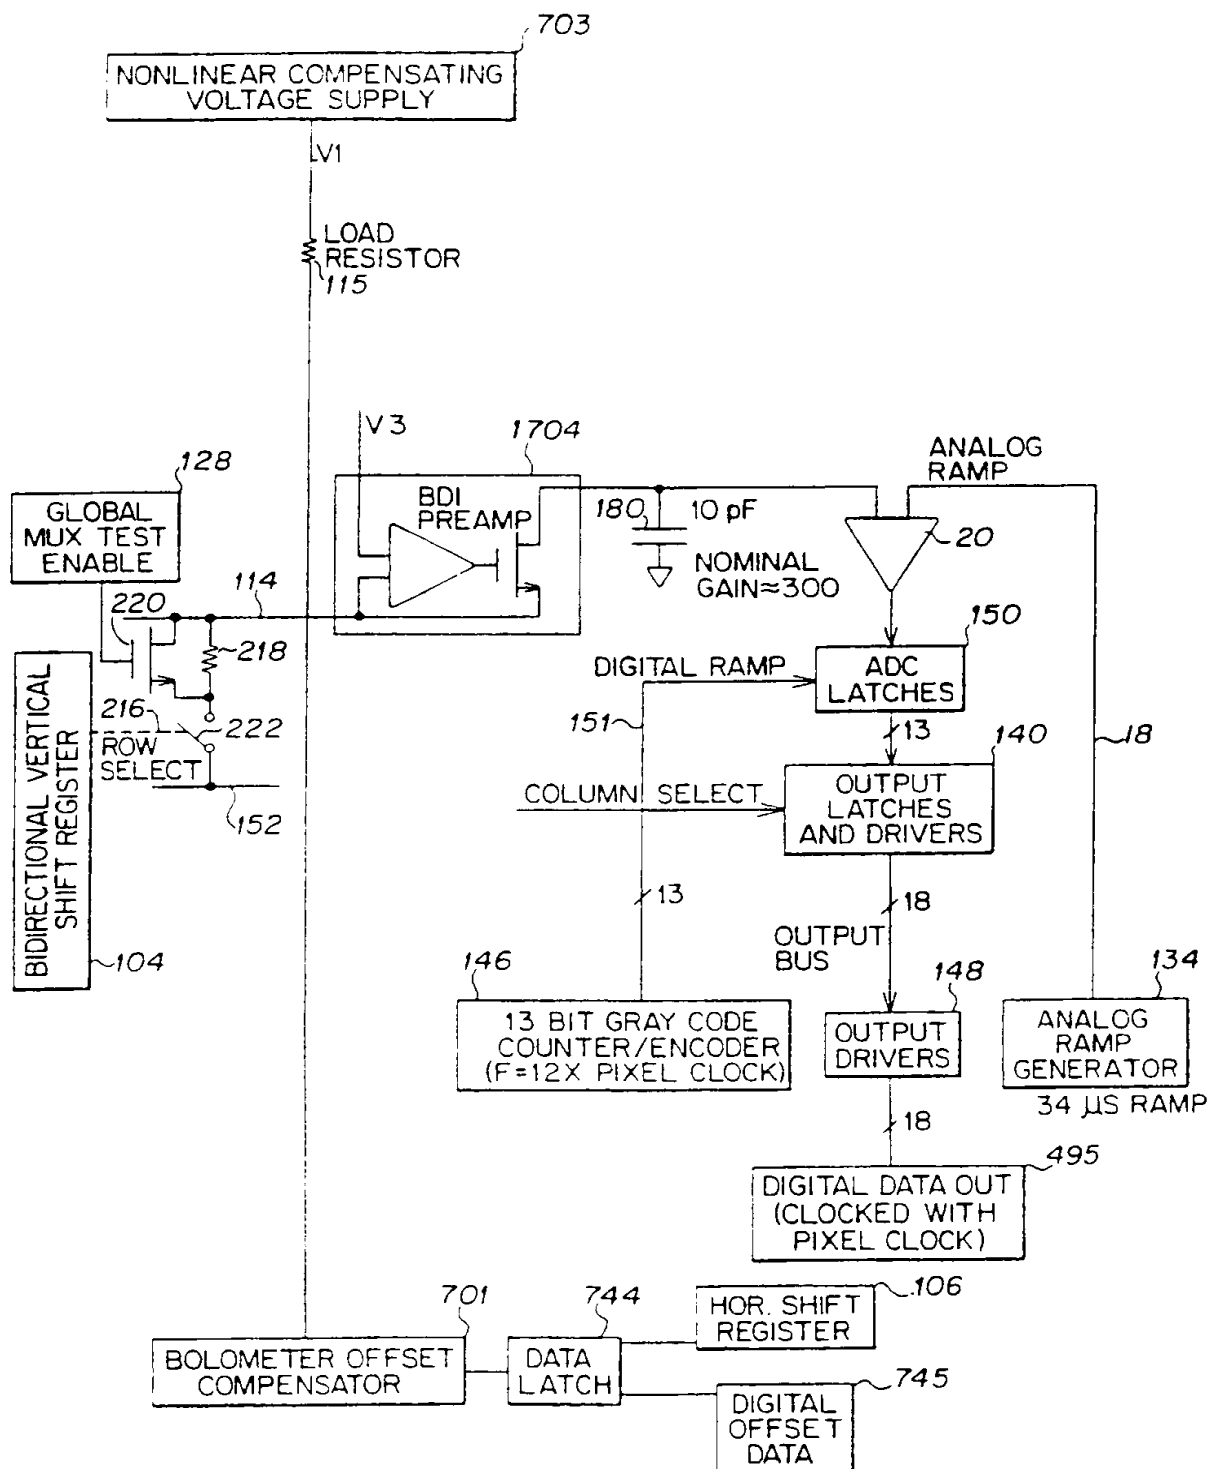 703
NONLINEAR COMPENSATING
VOLTAGE SUPPLY
V1
LOAD
RESISTOR
115
V3
1704
ANALOG
RAMP
128
GLOBAL
MUX TEST
ENABLE
BDI
PREAMP
180
10 pF
20
NOMINAL
GAIN≈300
114
220
218
150
ADC
LATCHES
DIGITAL RAMP
216
222
ROW
SELECT
151
13
140
18
152
COLUMN SELECT
OUTPUT
LATCHES
AND DRIVERS
BIDIRECTIONAL VERTICAL
SHIFT REGISTER
104
13
18
OUTPUT
BUS
146
148
134
13 BIT GRAY CODE
COUNTER/ENCODER
(F=12X PIXEL CLOCK)
OUTPUT
DRIVERS
ANALOG
RAMP
GENERATOR
34 µS RAMP
18
495
DIGITAL DATA OUT
(CLOCKED WITH
PIXEL CLOCK)
701
744
106
HOR. SHIFT
REGISTER
BOLOMETER OFFSET
COMPENSATOR
DATA
LATCH
745
DIGITAL
OFFSET
DATA